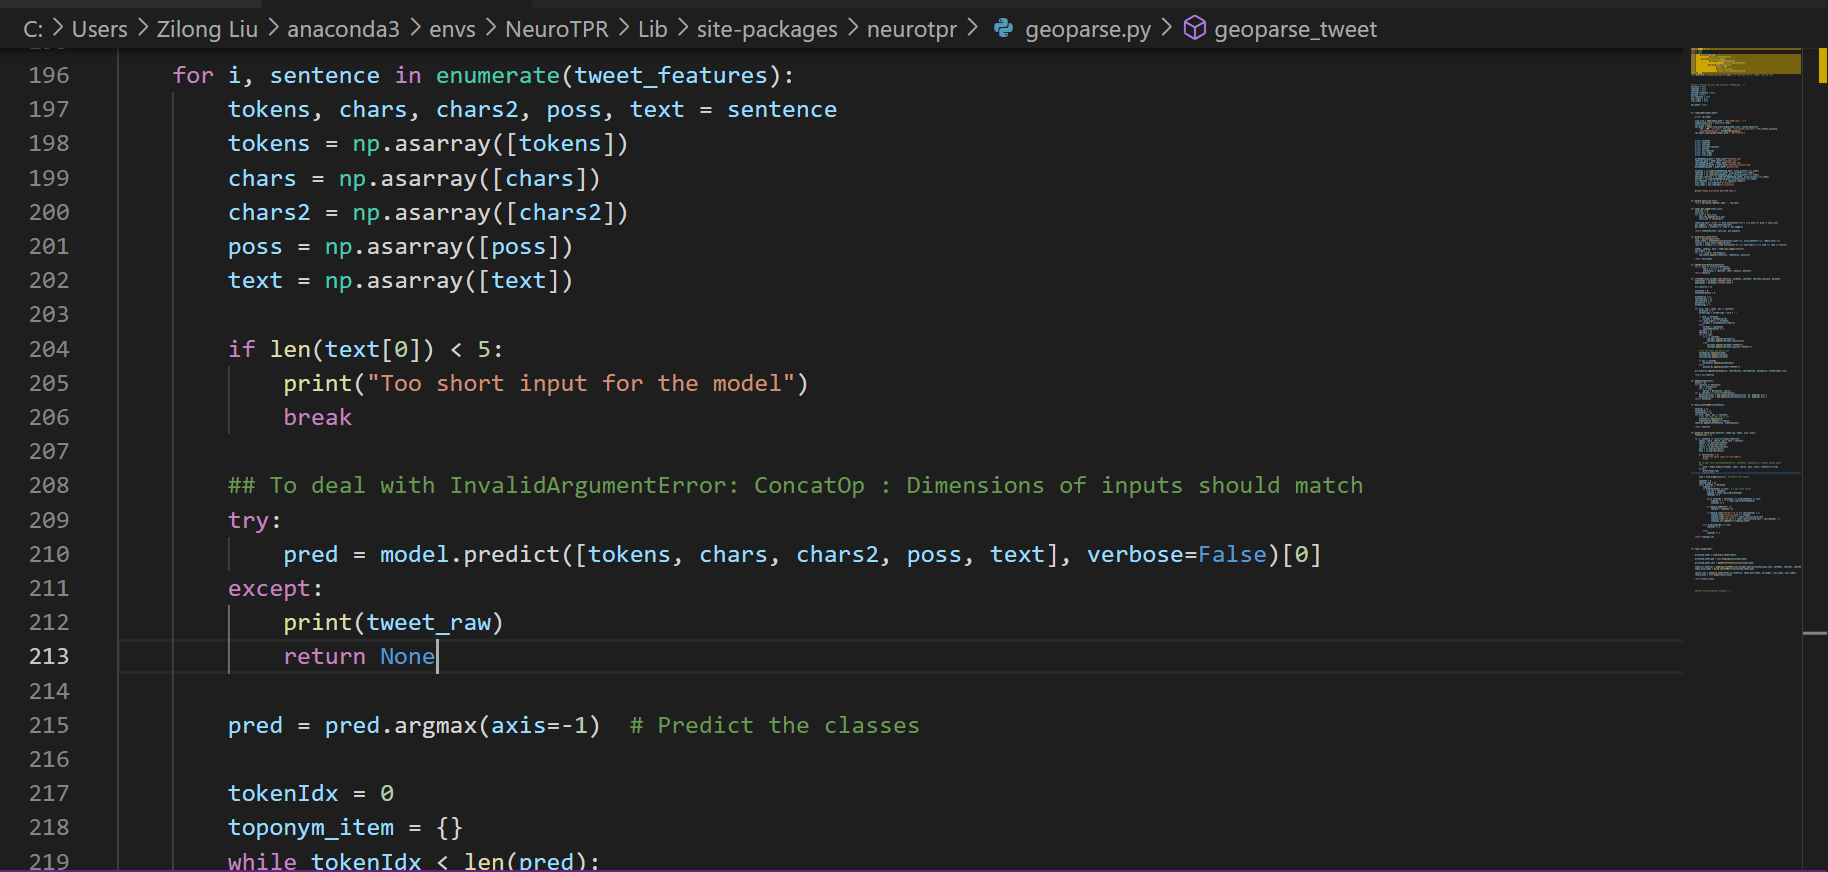 C: > Users > Zilong Liu > anaconda3 > envs > NeuroTPR > Lib > site-packages > neurotpr > geoparse.py > geoparse_tweet
196 for i, sentence in enumerate(tweet_features):
197 tokens, chars, chars2, poss, text = sentence
198 tokens = np.asarray([tokens])
199 chars = np.asarray([chars])
200 chars2 = np.asarray([chars2])
201 poss = np.asarray([poss])
202 text = np.asarray([text])
203
204 if len(text[0]) < 5:
205 print("Too short input for the model")
206 break
207
208 ## To deal with InvalidArgumentError: ConcatOp : Dimensions of inputs should match
209 try:
210 pred = model.predict([tokens, chars, chars2, poss, text], verbose=False)[0]
211 except:
212 print(tweet_raw)
213 return None
214
215 pred = pred.argmax(axis=-1)  # Predict the classes
216
217 tokenIdx = 0
218 toponym_item = {}
219 while tokenIdx < len(pred):